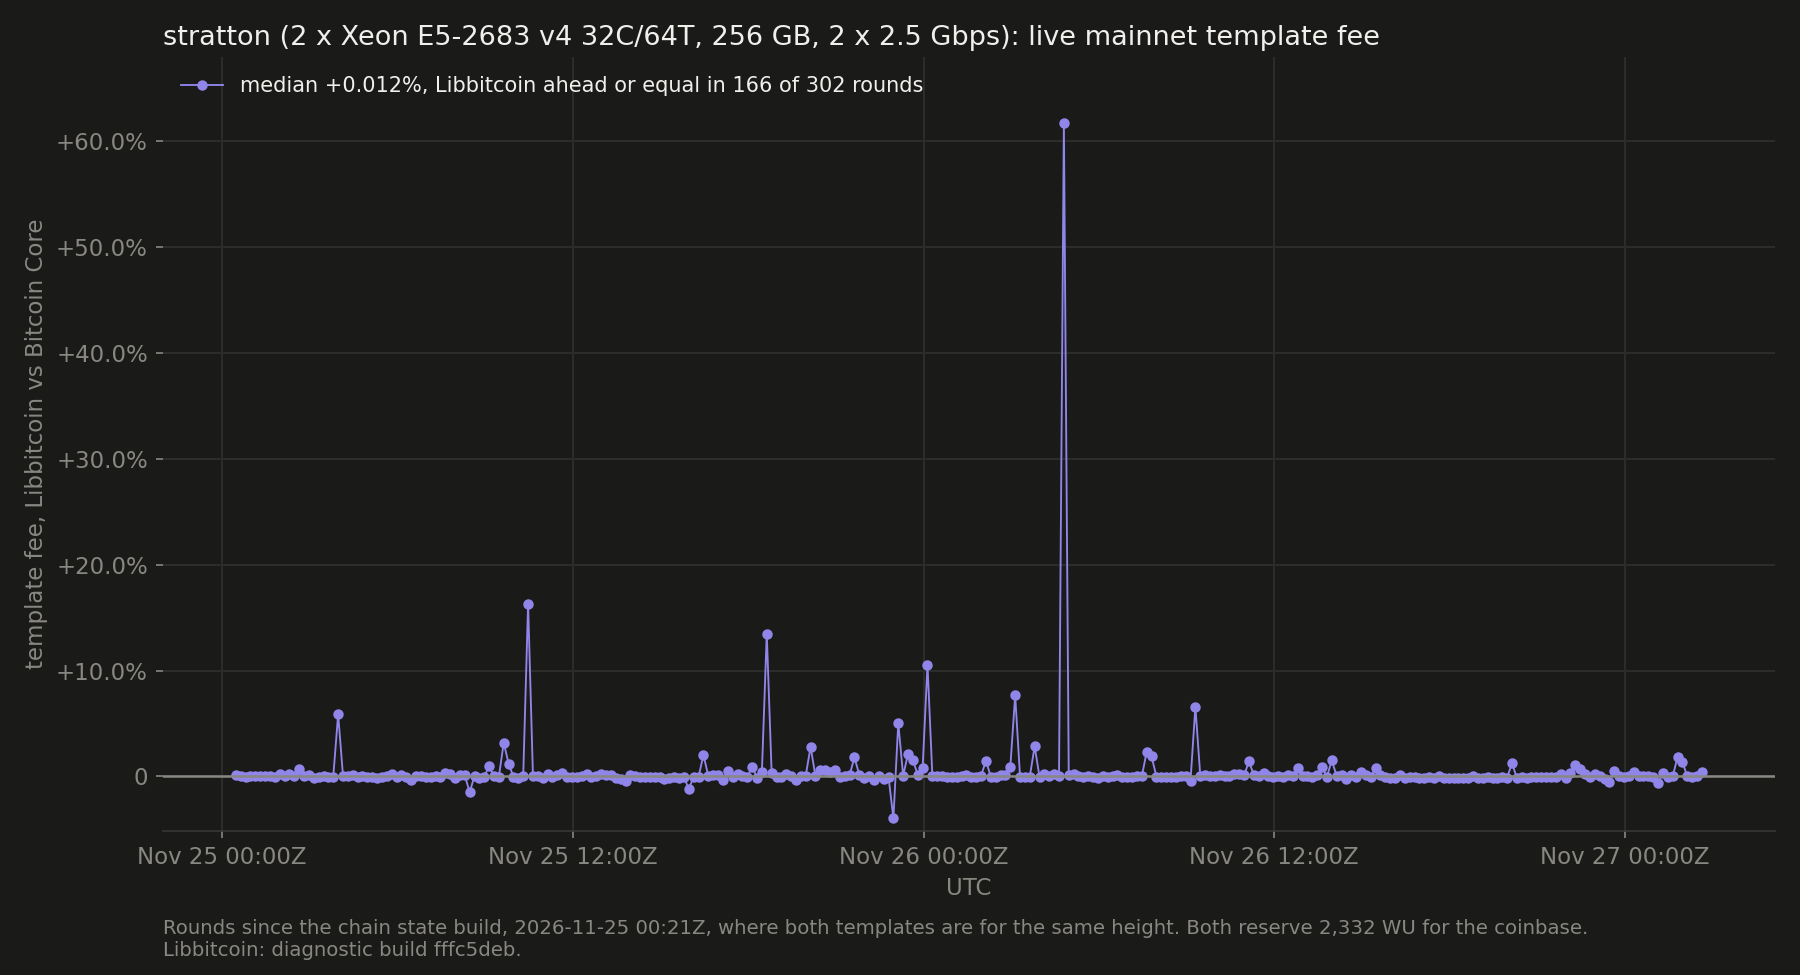 stratton (2 x Xeon E5-2683 v4 32C/64T, 256 GB, 2 x 2.5 Gbps): live mainnet template fee
median +0.012%, Libbitcoin ahead or equal in 166 of 302 rounds
template fee, Libbitcoin vs Bitcoin Core
+60.0%
+50.0%
+40.0%
+30.0%
+20.0%
+10.0%
0
Nov 25 00:00Z
Nov 25 12:00Z
Nov 26 00:00Z
Nov 26 12:00Z
Nov 27 00:00Z
UTC
Rounds since the chain state build, 2026-11-25 00:21Z, where both templates are for the same height. Both reserve 2,332 WU for the coinbase.
Libbitcoin: diagnostic build fffc5deb.